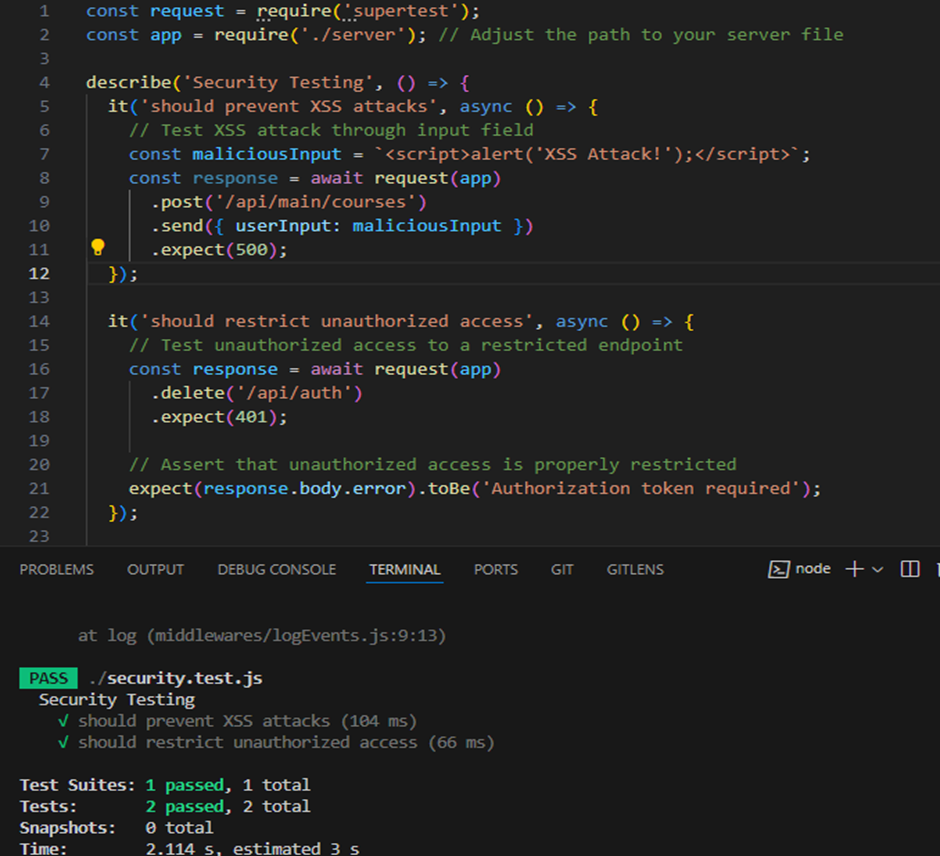 1 const request = require('supertest');
2 const app = require('./server'); // Adjust the path to your server file
3
4 describe('Security Testing', () => {
5 it('should prevent XSS attacks', async () => {
6 // Test XSS attack through input field
7 const maliciousInput = `<script>alert('XSS Attack!');</script>`;
8 const response = await request(app)
9 .post('/api/main/courses')
10 .send({ userInput: maliciousInput })
11 .expect(500);
12 });
13
14 it('should restrict unauthorized access', async () => {
15 // Test unauthorized access to a restricted endpoint
16 const response = await request(app)
17 .delete('/api/auth')
18 .expect(401);
19
20 // Assert that unauthorized access is properly restricted
21 expect(response.body.error).toBe('Authorization token required');
22 });
23
PROBLEMS OUTPUT DEBUG CONSOLE TERMINAL PORTS GIT GITLENS node
at log (middlewares/logEvents.js:9:13)
PASS ./security.test.js
Security Testing
√ should prevent XSS attacks (104 ms)
√ should restrict unauthorized access (66 ms)
Test Suites: 1 passed, 1 total
Tests: 2 passed, 2 total
Snapshots: 0 total
Time: 2.114 s, estimated 3 s